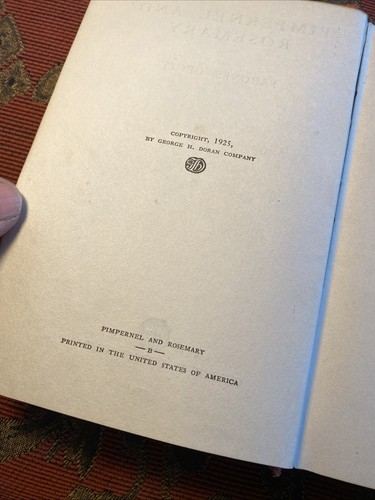 COPYRIGHT, 1925,
BY GEORGE H. DORAN COMPANY
PIMPERNEL AND ROSEMARY
— B —
PRINTED IN THE UNITED STATES OF AMERICA